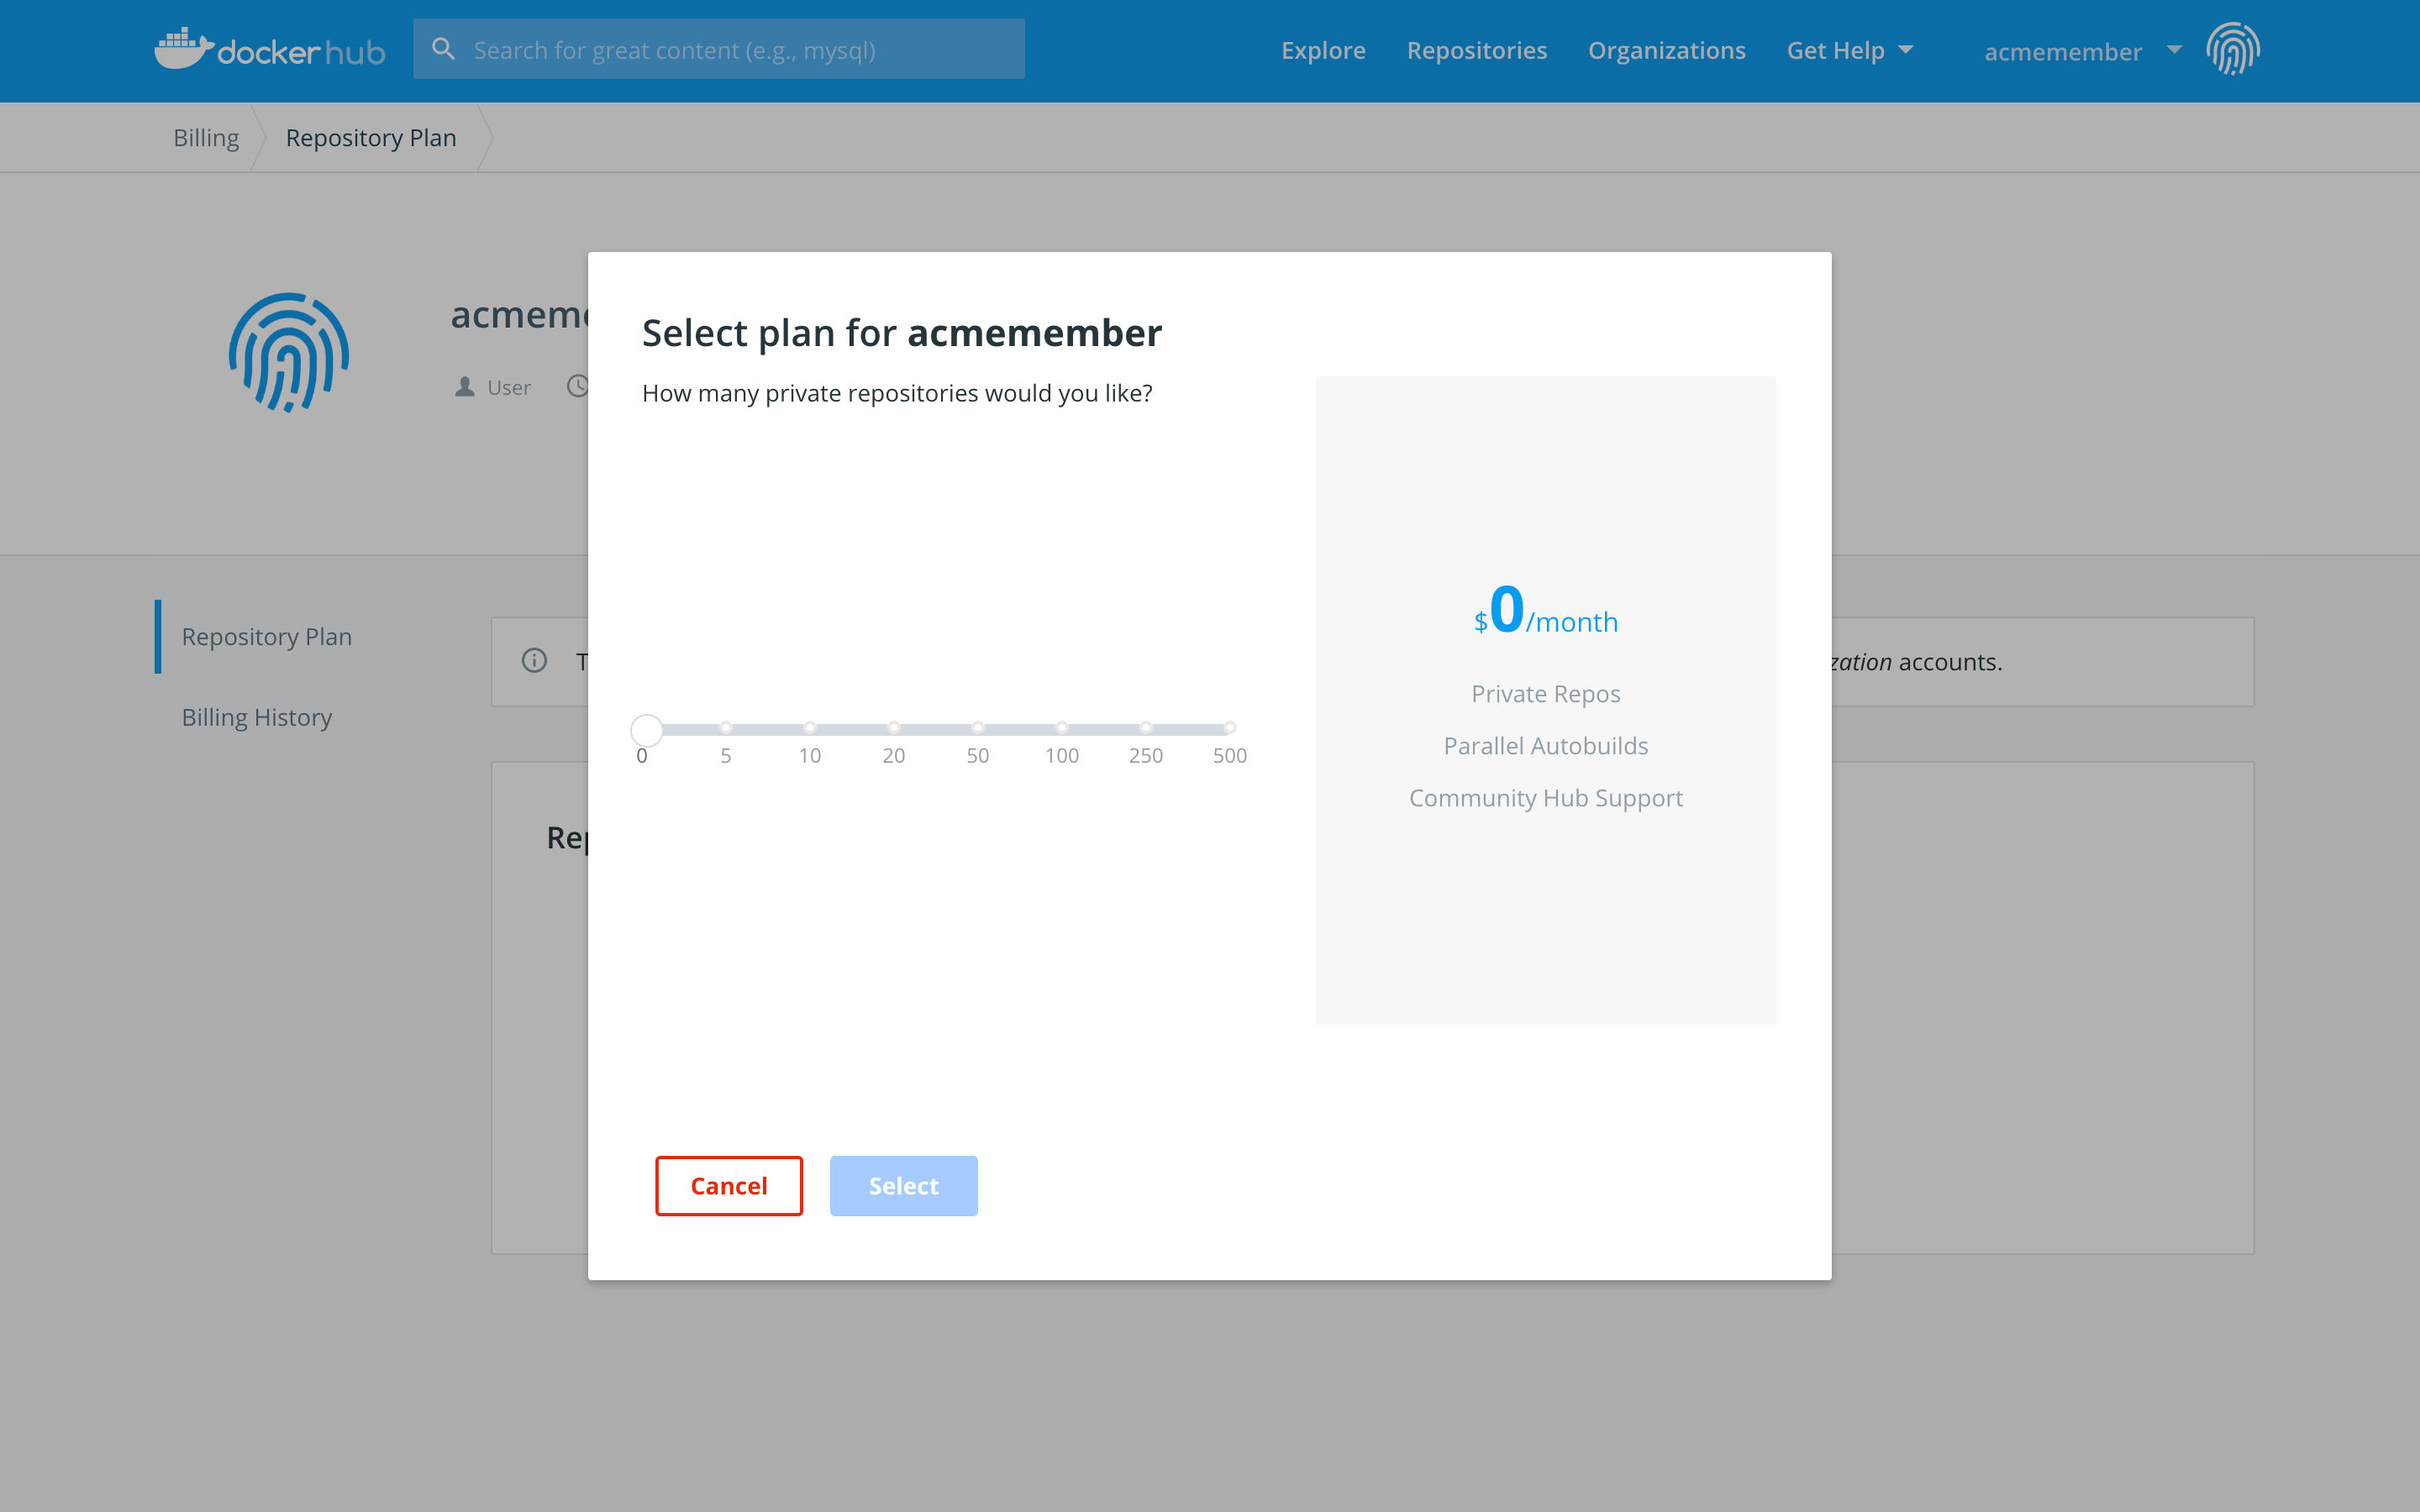 docker hub
Search for great content (e.g., mysql)
Explore Repositories Organizations Get Help acmemember
Billing Repository Plan
Select plan for acmemember
User
How many private repositories would you like?
$0/month
Repository Plan
zation accounts.
Private Repos
Billing History
Parallel Autobuilds
0 5 10 20 50 100 250 500
Community Hub Support
Cancel Select